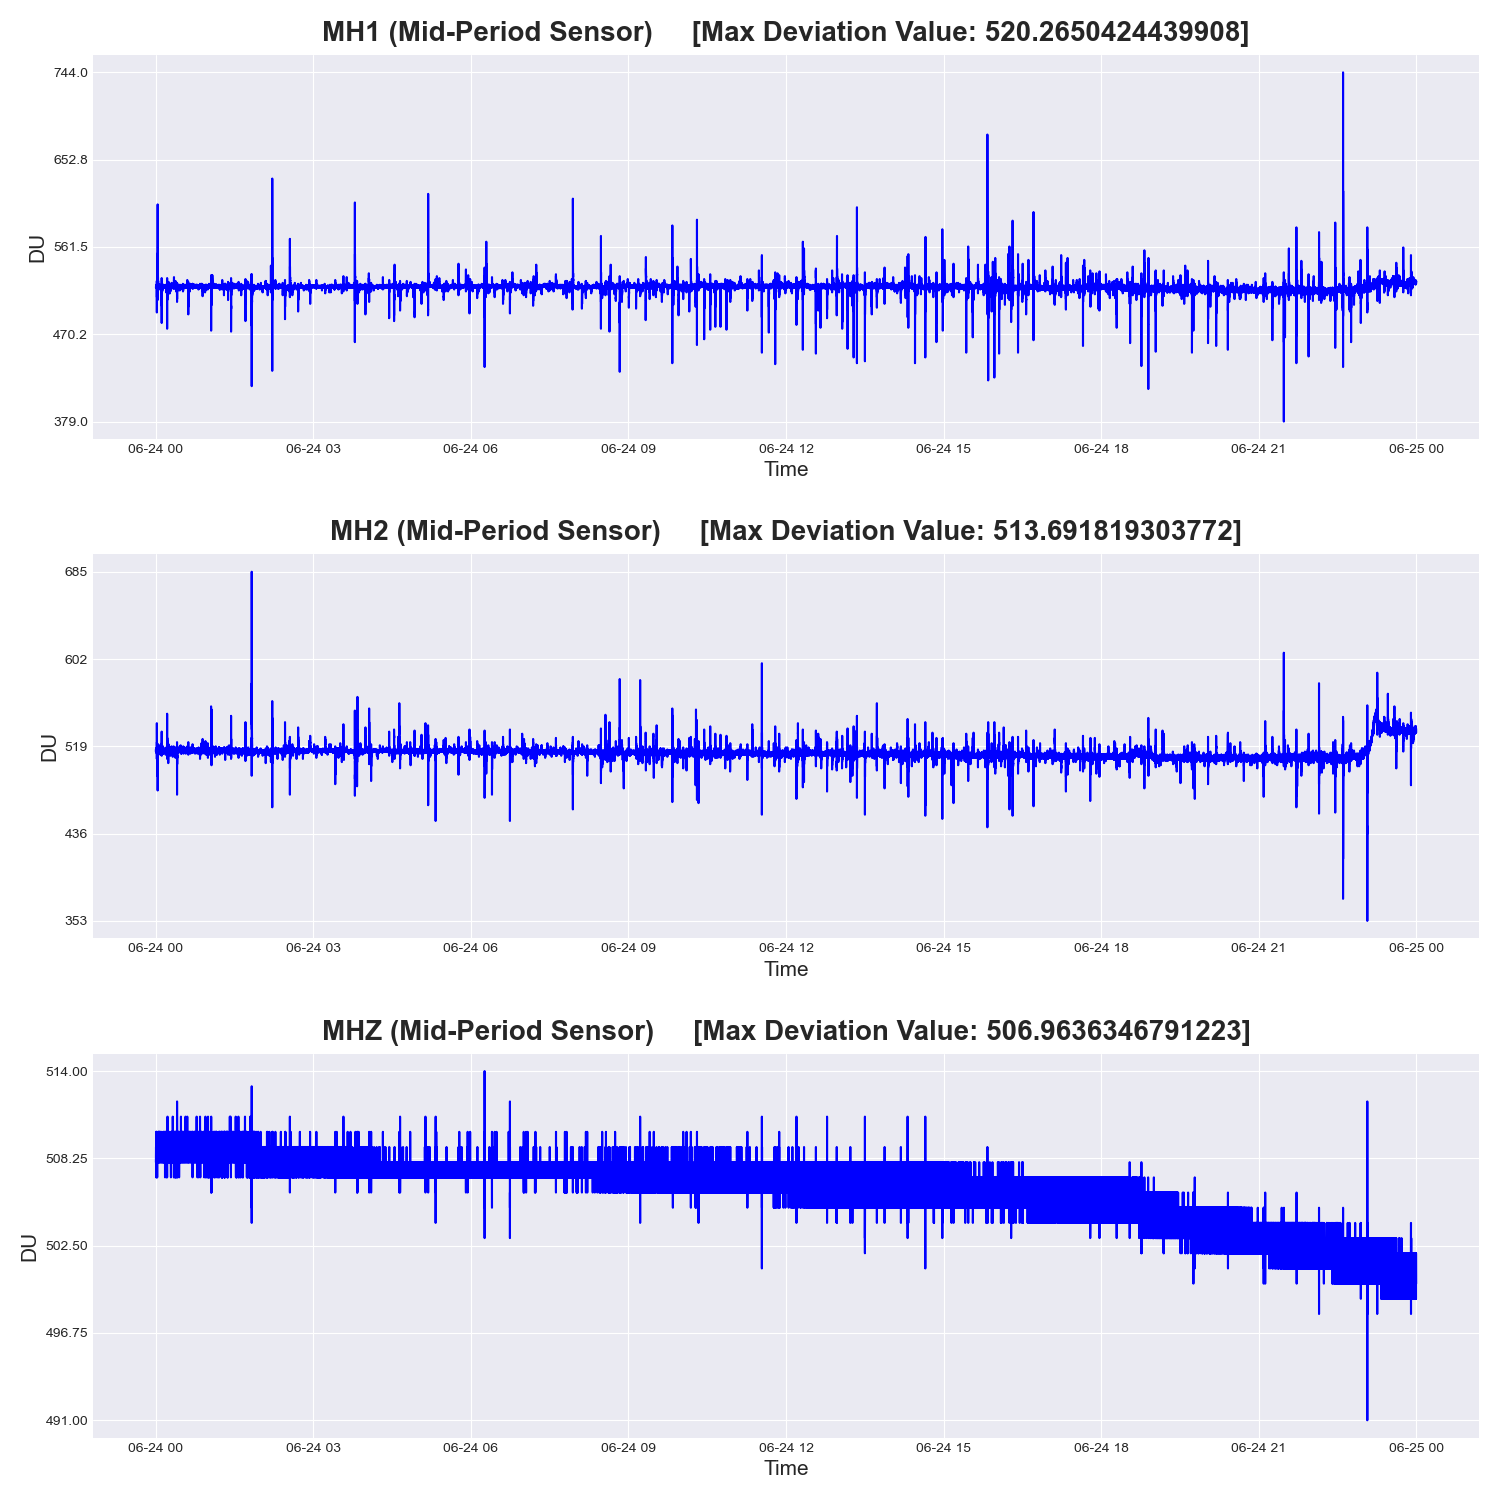 MH1 (Mid-Period Sensor) [Max Deviation Value: 520.2650424439908]
744.0
652.8
561.5
470.2
379.0
DU
06-24 00 06-24 03 06-24 06 06-24 09 06-24 12 06-24 15 06-24 18 06-24 21 06-25 00
Time
MH2 (Mid-Period Sensor) [Max Deviation Value: 513.691819303772]
685
602
519
436
353
DU
06-24 00 06-24 03 06-24 06 06-24 09 06-24 12 06-24 15 06-24 18 06-24 21 06-25 00
Time
MHZ (Mid-Period Sensor) [Max Deviation Value: 506.9636346791223]
514.00
508.25
502.50
496.75
491.00
DU
06-24 00 06-24 03 06-24 06 06-24 09 06-24 12 06-24 15 06-24 18 06-24 21 06-25 00
Time